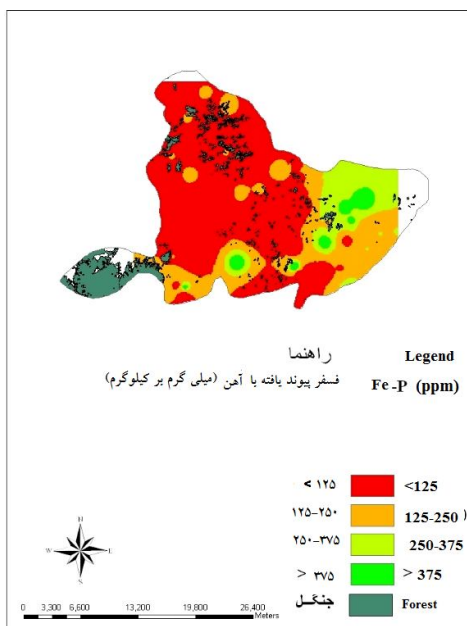 راهنما Legend
فسفر پیوند یافته با آهن (میلی گرم بر کیلوگرم) Fe-P (ppm)
< ۱۲۵ <125
۱۲۵-۲۵۰ 125-250 )
۲۵۰-۳۷۵ 250-375
> ۳۷۵ > 375
جنگل Forest
N
W E
S
0 3,300 6,600 13,200 19,800 26,400
Meters